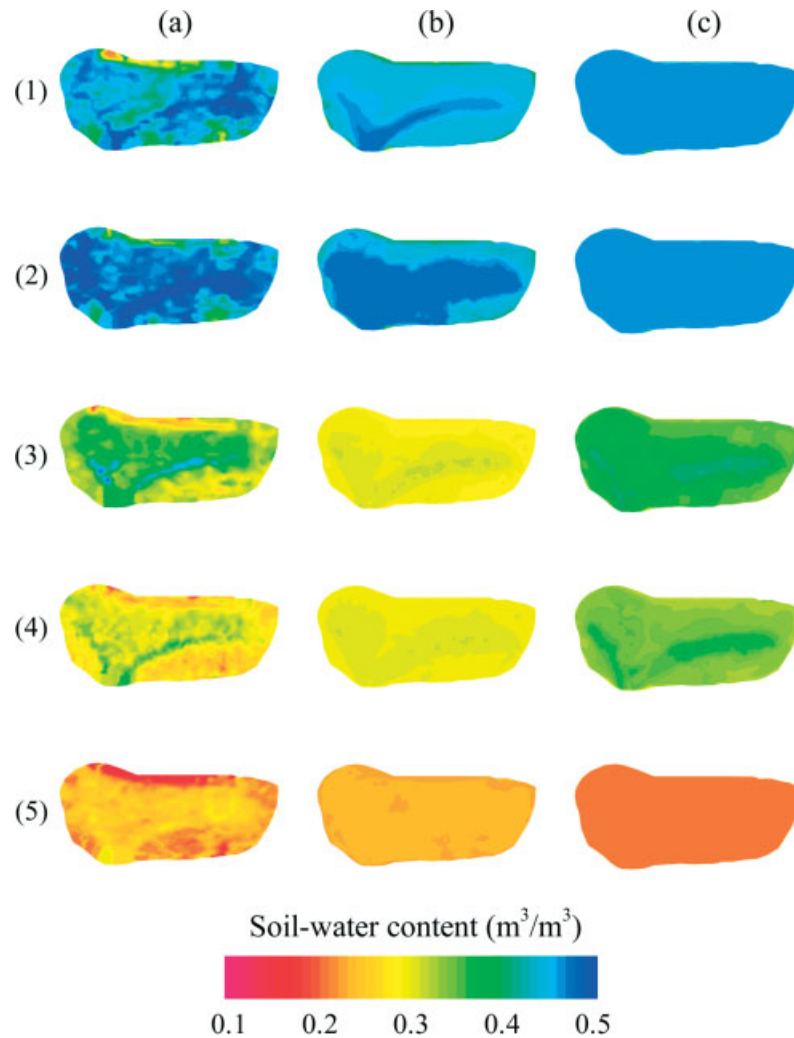 (a) (b) (c)
(1)
(2)
(3)
(4)
(5)
Soil-water content (m³/m³)
0.1 0.2 0.3 0.4 0.5